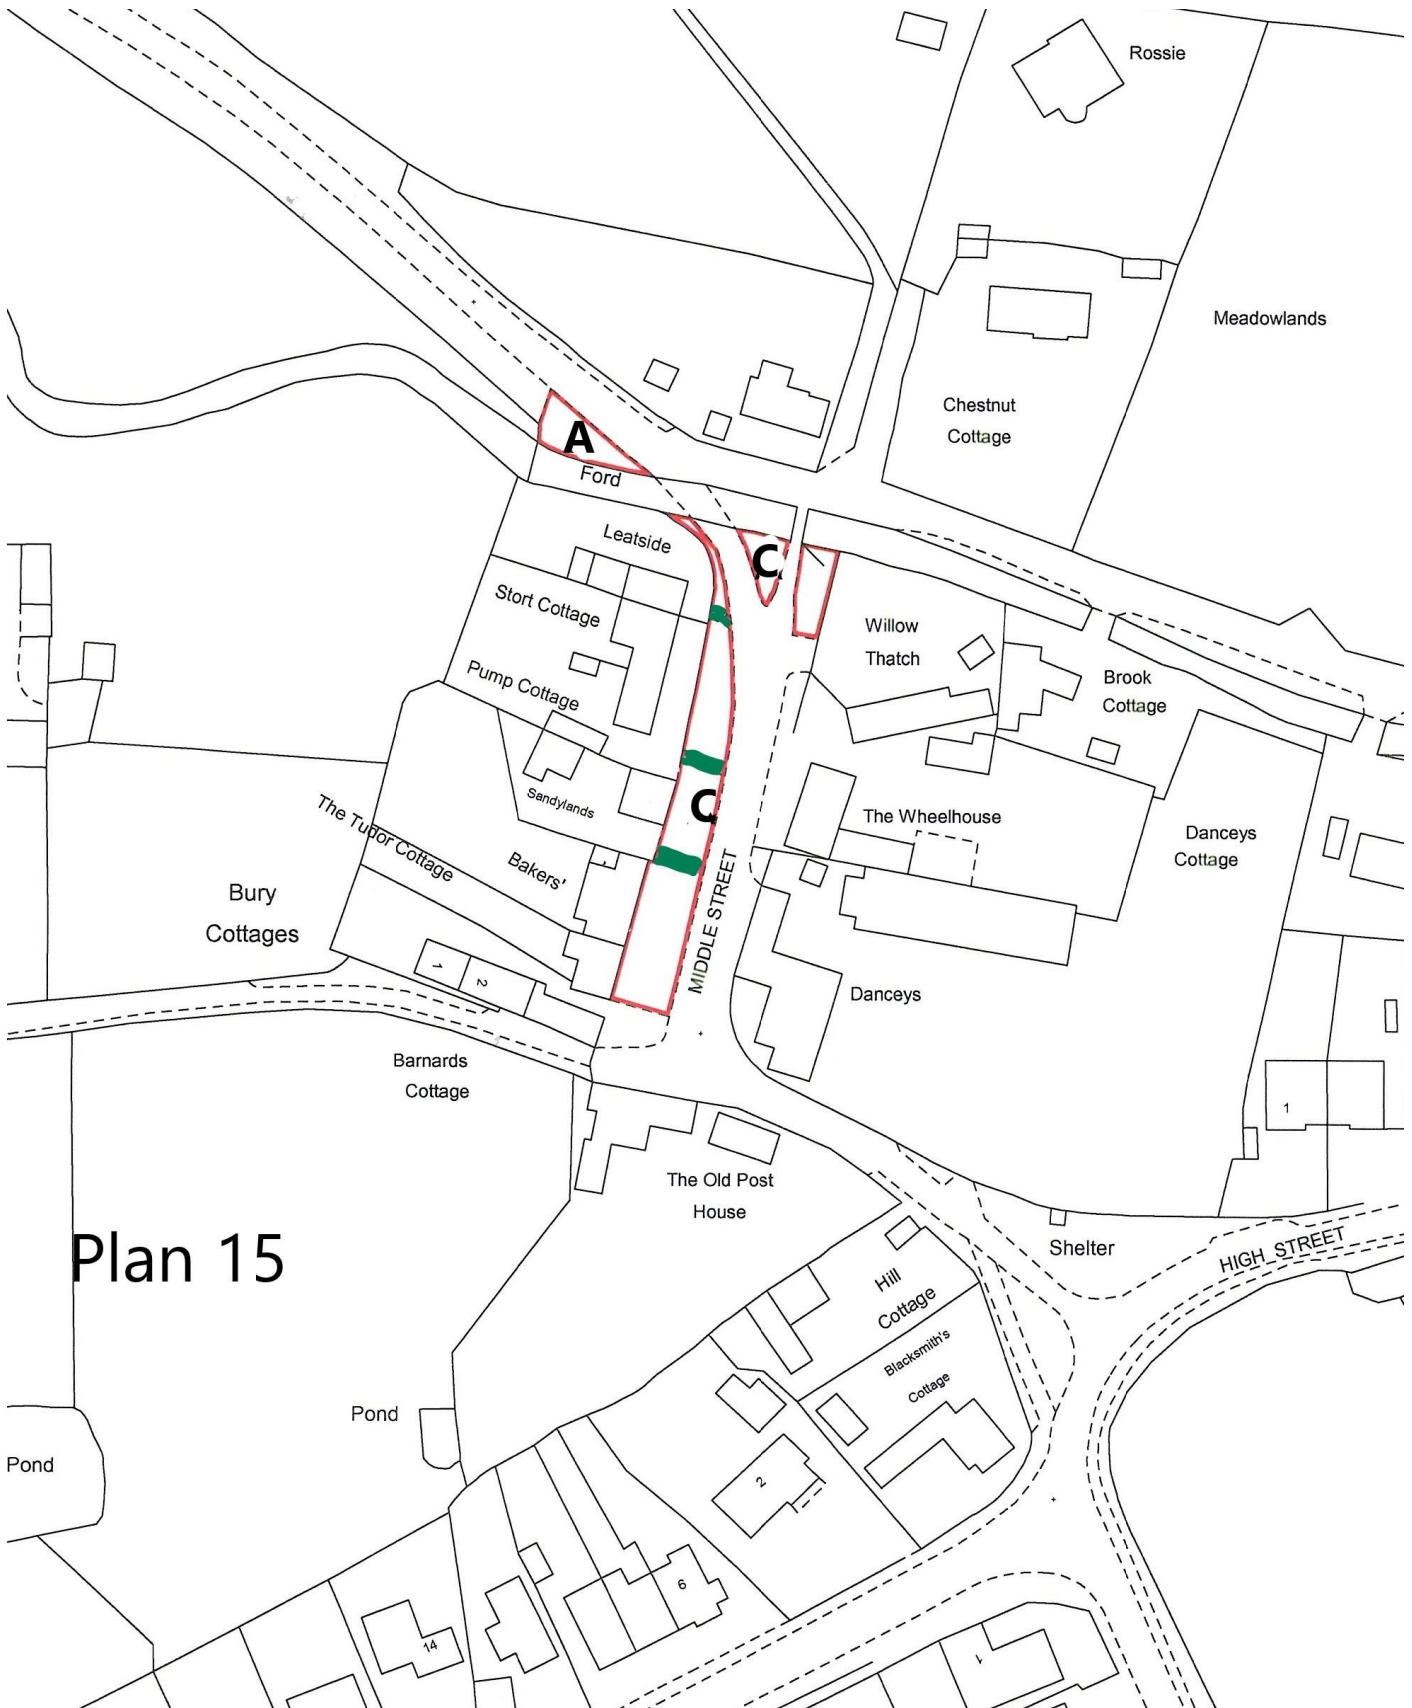 Rossie
Meadowlands
Chestnut
Cottage
A
Ford
Leatside
C
Stort Cottage
Willow
Thatch
Pump Cottage
Brook
Cottage
Sandylands
C
The Wheelhouse
The Tudor Cottage
Bakers'
Danceys
Cottage
Bury
Cottages
MIDDLE STREET
1
2
Danceys
Barnards
Cottage
1
The Old Post
House
Plan 15
Shelter
HIGH STREET
Hill
Cottage
Blacksmith's
Cottage
Pond
Pond
2
6
14
1